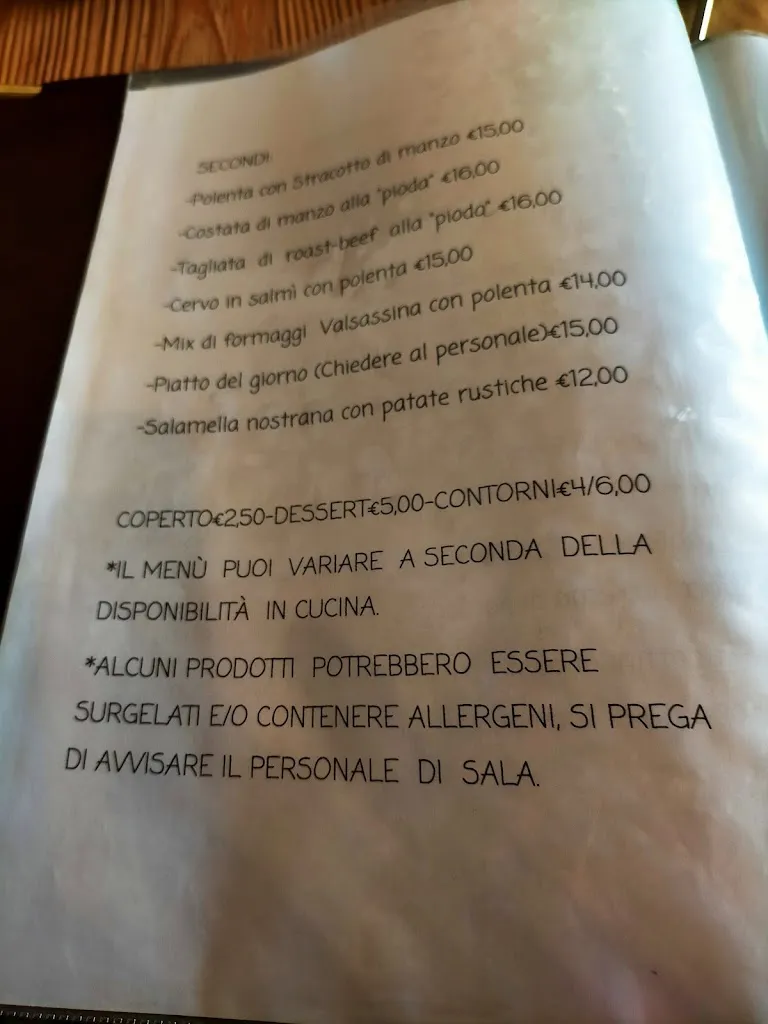 SECONDI:
-Polenta con Stracotto di manzo €15,00
-Costata di manzo alla "pioda" €16,00
-Tagliata di roast-beef alla "pioda" €16,00
-Cervo in salmì con polenta €15,00
-Mix di formaggi Valsassina con polenta €14,00
-Piatto del giorno (Chiedere al personale)€15,00
-Salamella nostrana con patate rustiche €12,00
COPERTO€2,50-DESSERT€5,00-CONTORNI€4/6,00
*IL MENÙ PUOI VARIARE A SECONDA DELLA
DISPONIBILITÀ IN CUCINA.
*ALCUNI PRODOTTI POTREBBERO ESSERE
SURGELATI E/O CONTENERE ALLERGENI, SI PREGA
DI AVVISARE IL PERSONALE DI SALA.